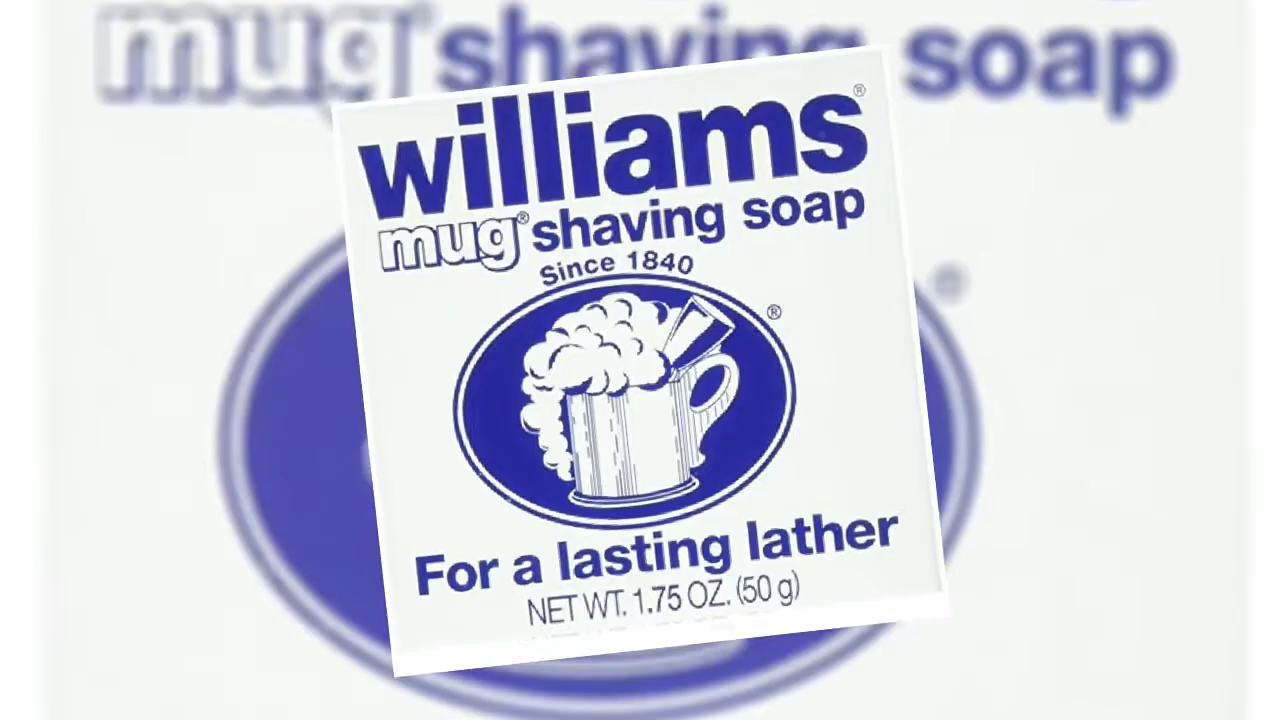 mug® shaving soap
williams®
mug® shaving soap
Since 1840
®
For a lasting lather
NET WT. 1.75 OZ. (50 g)